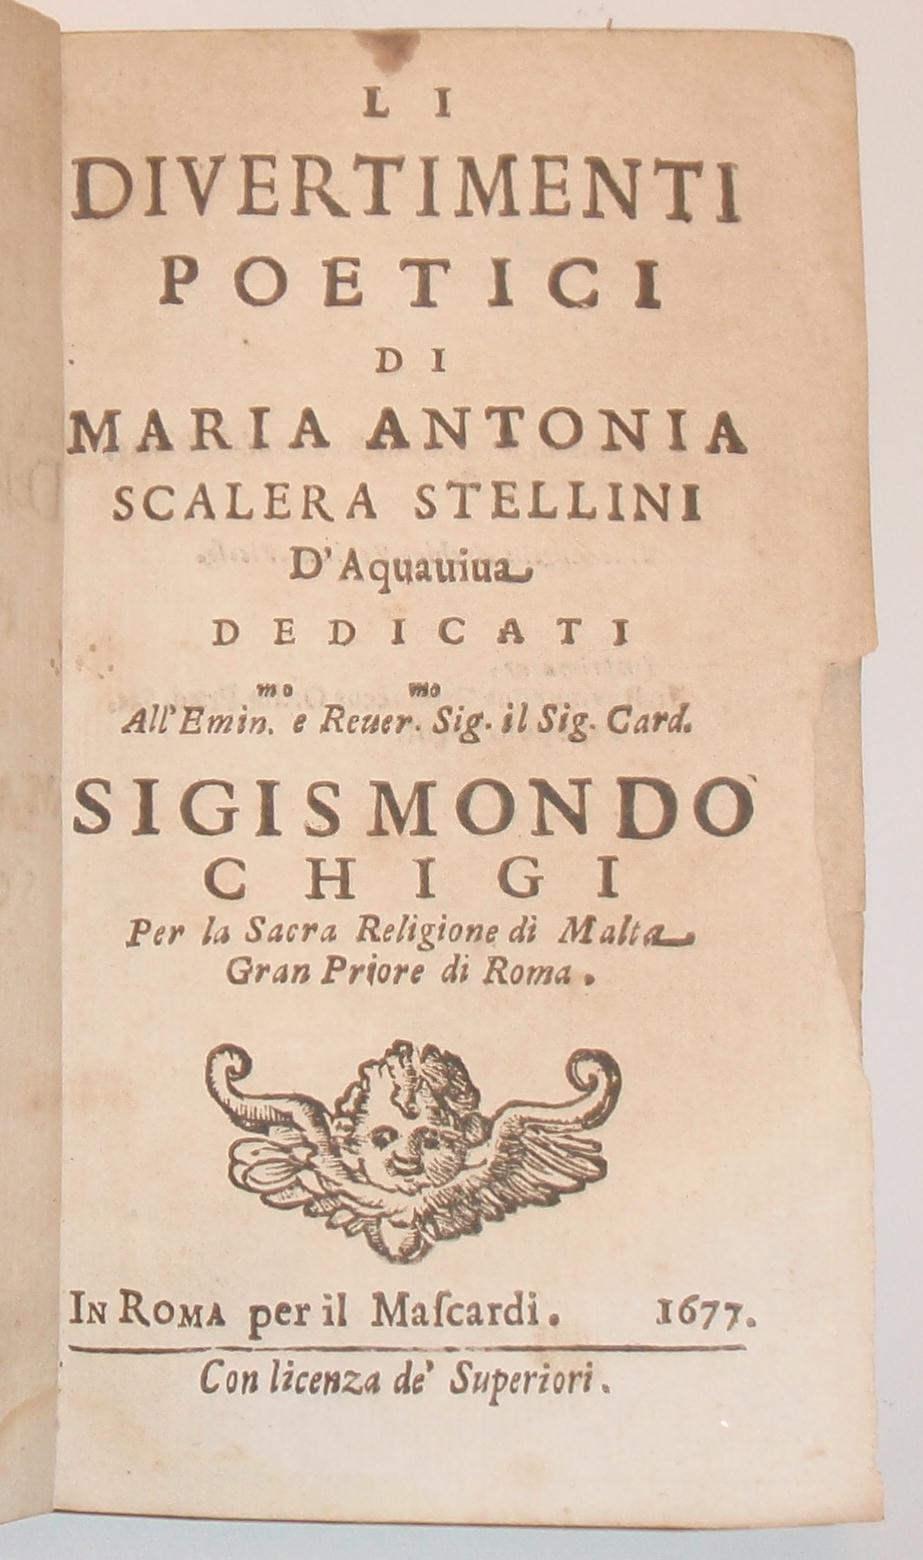 LI
DIVERTIMENTI
POETICI
DI
MARIA ANTONIA
SCALERA STELLINI
D'Aquauiua
DEDICATI
All'Emin.mo e Reuer.mo Sig. il Sig. Card.
SIGISMONDO
CHIGI
Per la Sacra Religione di Malta
Gran Priore di Roma.
IN ROMA per il Maſcardi. 1677.
Con licenza de' Superiori.